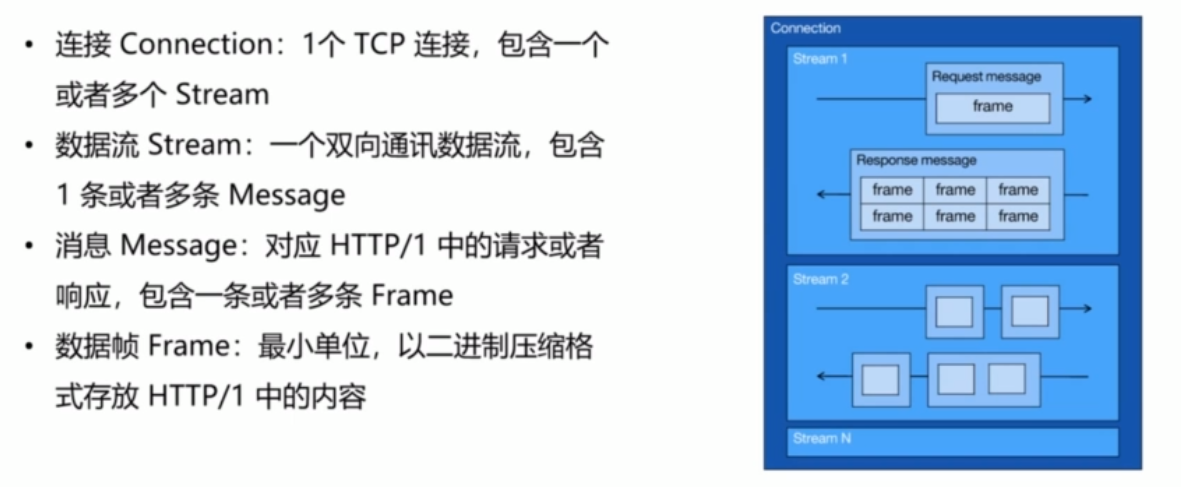 • 连接 Connection：1个 TCP 连接，包含一个
或者多个 Stream
• 数据流 Stream：一个双向通讯数据流，包含
1 条或者多条 Message
• 消息 Message：对应 HTTP/1 中的请求或者
响应，包含一条或者多条 Frame
• 数据帧 Frame：最小单位，以二进制压缩格
式存放 HTTP/1 中的内容
Connection
Stream 1
Request message
frame
Response message
frame frame frame
frame frame frame
Stream 2
Stream N